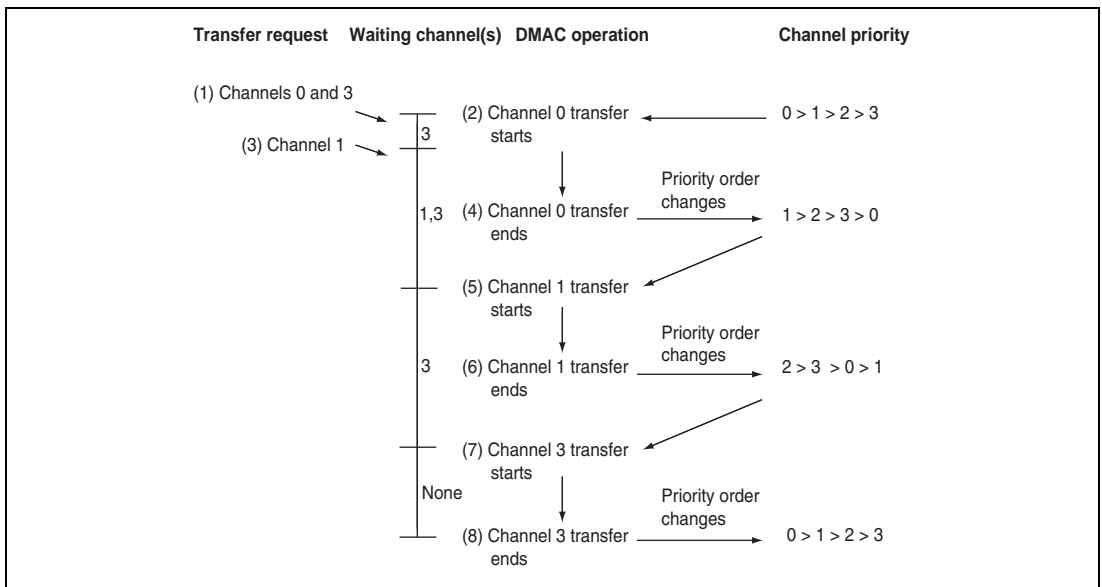 Transfer request Waiting channel(s) DMAC operation Channel priority
(1) Channels 0 and 3
(2) Channel 0 transfer
starts
0 > 1 > 2 > 3
3
(3) Channel 1
Priority order
changes
1,3
(4) Channel 0 transfer
ends
1 > 2 > 3 > 0
(5) Channel 1 transfer
starts
Priority order
changes
3
(6) Channel 1 transfer
ends
2 > 3 > 0 > 1
(7) Channel 3 transfer
starts
None
Priority order
changes
(8) Channel 3 transfer
ends
0 > 1 > 2 > 3